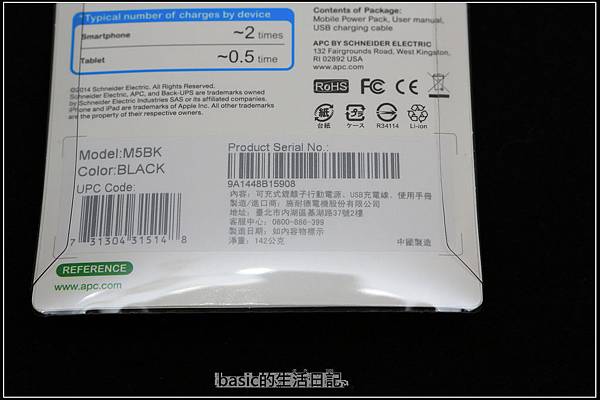 *Typical number of charges by device
Smartphone ~2 times
Tablet ~0.5 time
©2014 Schneider Electric. All Rights Reserved.
Schneider Electric, APC, and Back-UPS are trademarks owned
by Schneider Electric Industries SAS or its affiliated companies.
iPhone and iPad are trademarks of Apple Inc. All other trademarks
are the property of their respective owners.
Contents of Package:
Mobile Power Pack, User manual,
USB charging cable
APC BY SCHNEIDER ELECTRIC
132 Fairgrounds Road, West Kingston,
RI 02892 USA
www.apc.com
RoHS FC CE
紙 台紙
ケース
R34114
Li-ion
Model:M5BK
Color:BLACK
UPC Code:
7 31304 31514 8
Product Serial No.:
9A1448B15908
內容: 可充式鋰離子行動電源、USB充電線、使用手冊
製造/進口商: 施耐德電機股份有限公司
地址: 臺北市內湖區基湖路37號2樓
客服中心: 0800-886-399
製造日期: 如內容物標示
淨重: 142公克
中國製造
REFERENCE
www.apc.com
basic的生活日記